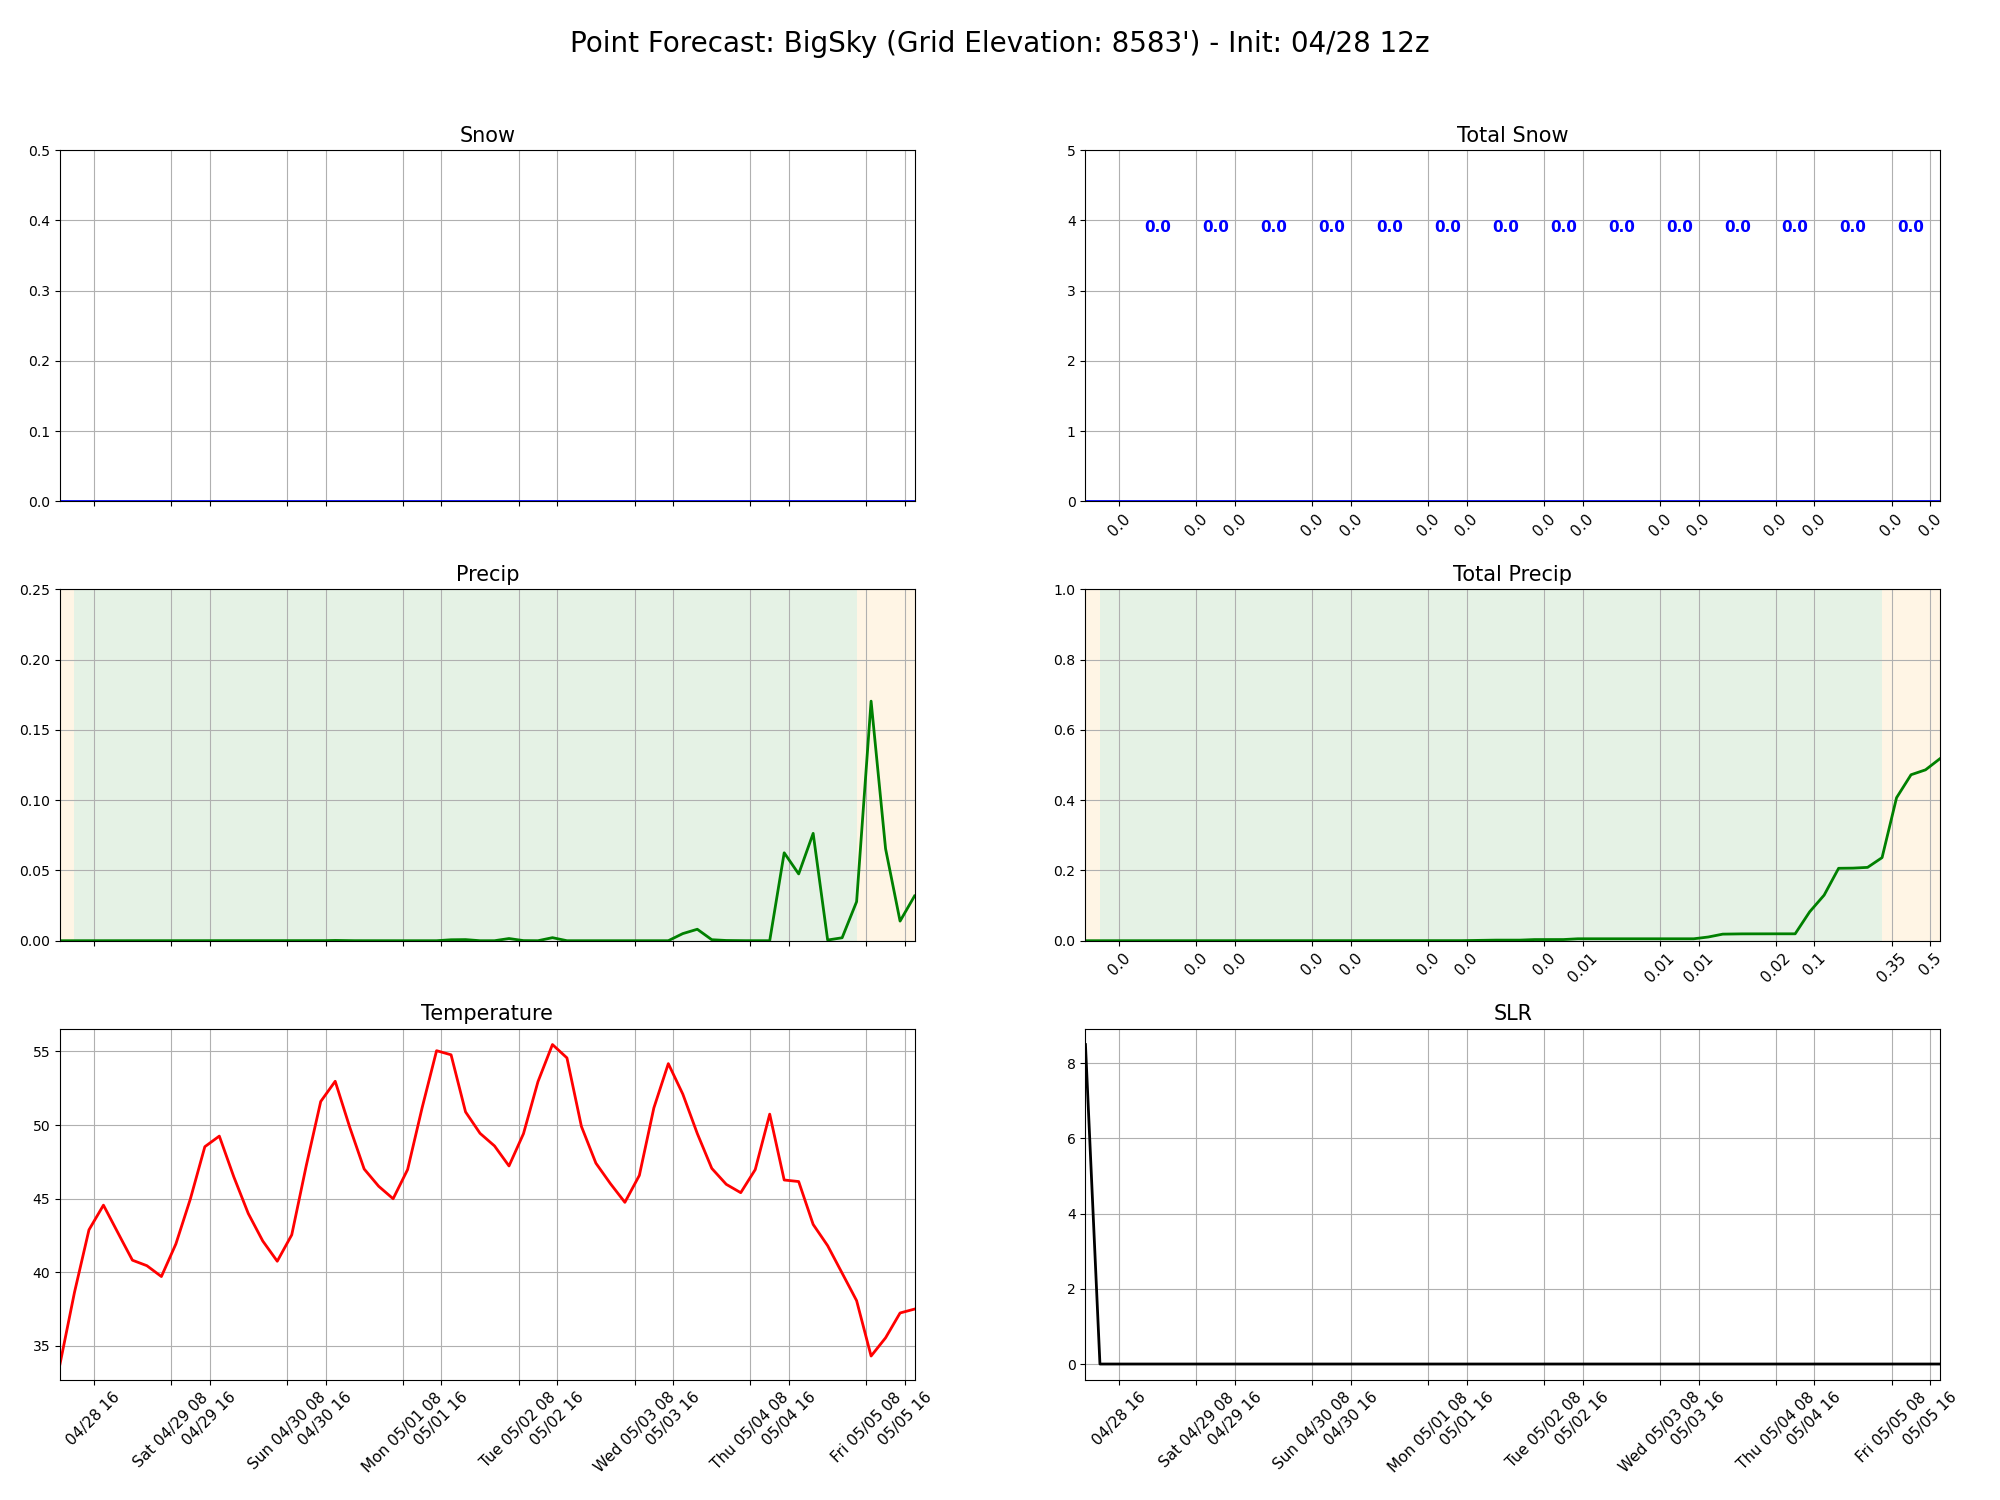 Point Forecast: BigSky (Grid Elevation: 8583') - Init: 04/28 12z
Snow
0.5
0.4
0.3
0.2
0.1
0.0
Total Snow
5
4
3
2
1
0
0.0 0.0 0.0 0.0 0.0 0.0 0.0 0.0 0.0 0.0 0.0 0.0 0.0 0.0
0.0 0.0 0.0 0.0 0.0 0.0 0.0 0.0 0.0 0.0 0.0 0.0 0.0 0.0 0.0
Precip
0.25
0.20
0.15
0.10
0.05
0.00
Total Precip
1.0
0.8
0.6
0.4
0.2
0.0
0.0 0.0 0.0 0.0 0.0 0.0 0.0 0.0 0.01 0.01 0.01 0.02 0.1 0.35 0.5
Temperature
55
50
45
40
35
04/28 16
Sat 04/29 08
04/29 16
Sun 04/30 08
04/30 16
Mon 05/01 08
05/01 16
Tue 05/02 08
05/02 16
Wed 05/03 08
05/03 16
Thu 05/04 08
05/04 16
Fri 05/05 08
05/05 16
SLR
8
6
4
2
0
04/28 16
Sat 04/29 08
04/29 16
Sun 04/30 08
04/30 16
Mon 05/01 08
05/01 16
Tue 05/02 08
05/02 16
Wed 05/03 08
05/03 16
Thu 05/04 08
05/04 16
Fri 05/05 08
05/05 16